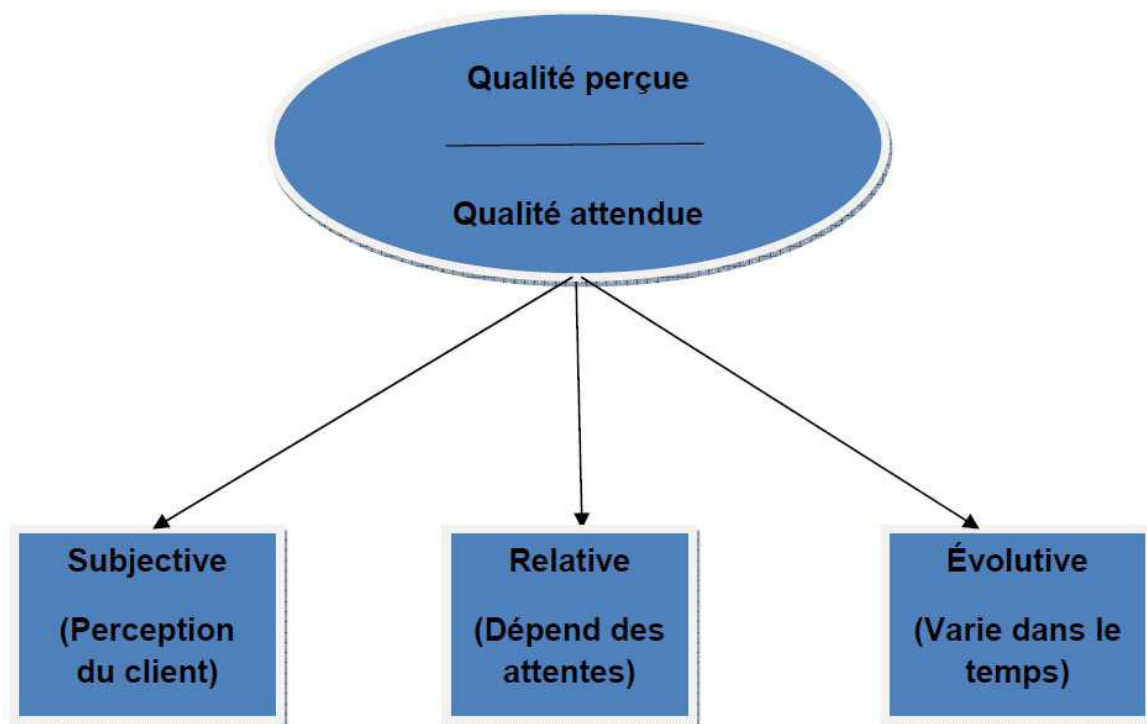 Qualité perçue
Qualité attendue
Subjective
(Perception
du client)
Relative
(Dépend des
attentes)
Évolutive
(Varie dans le
temps)